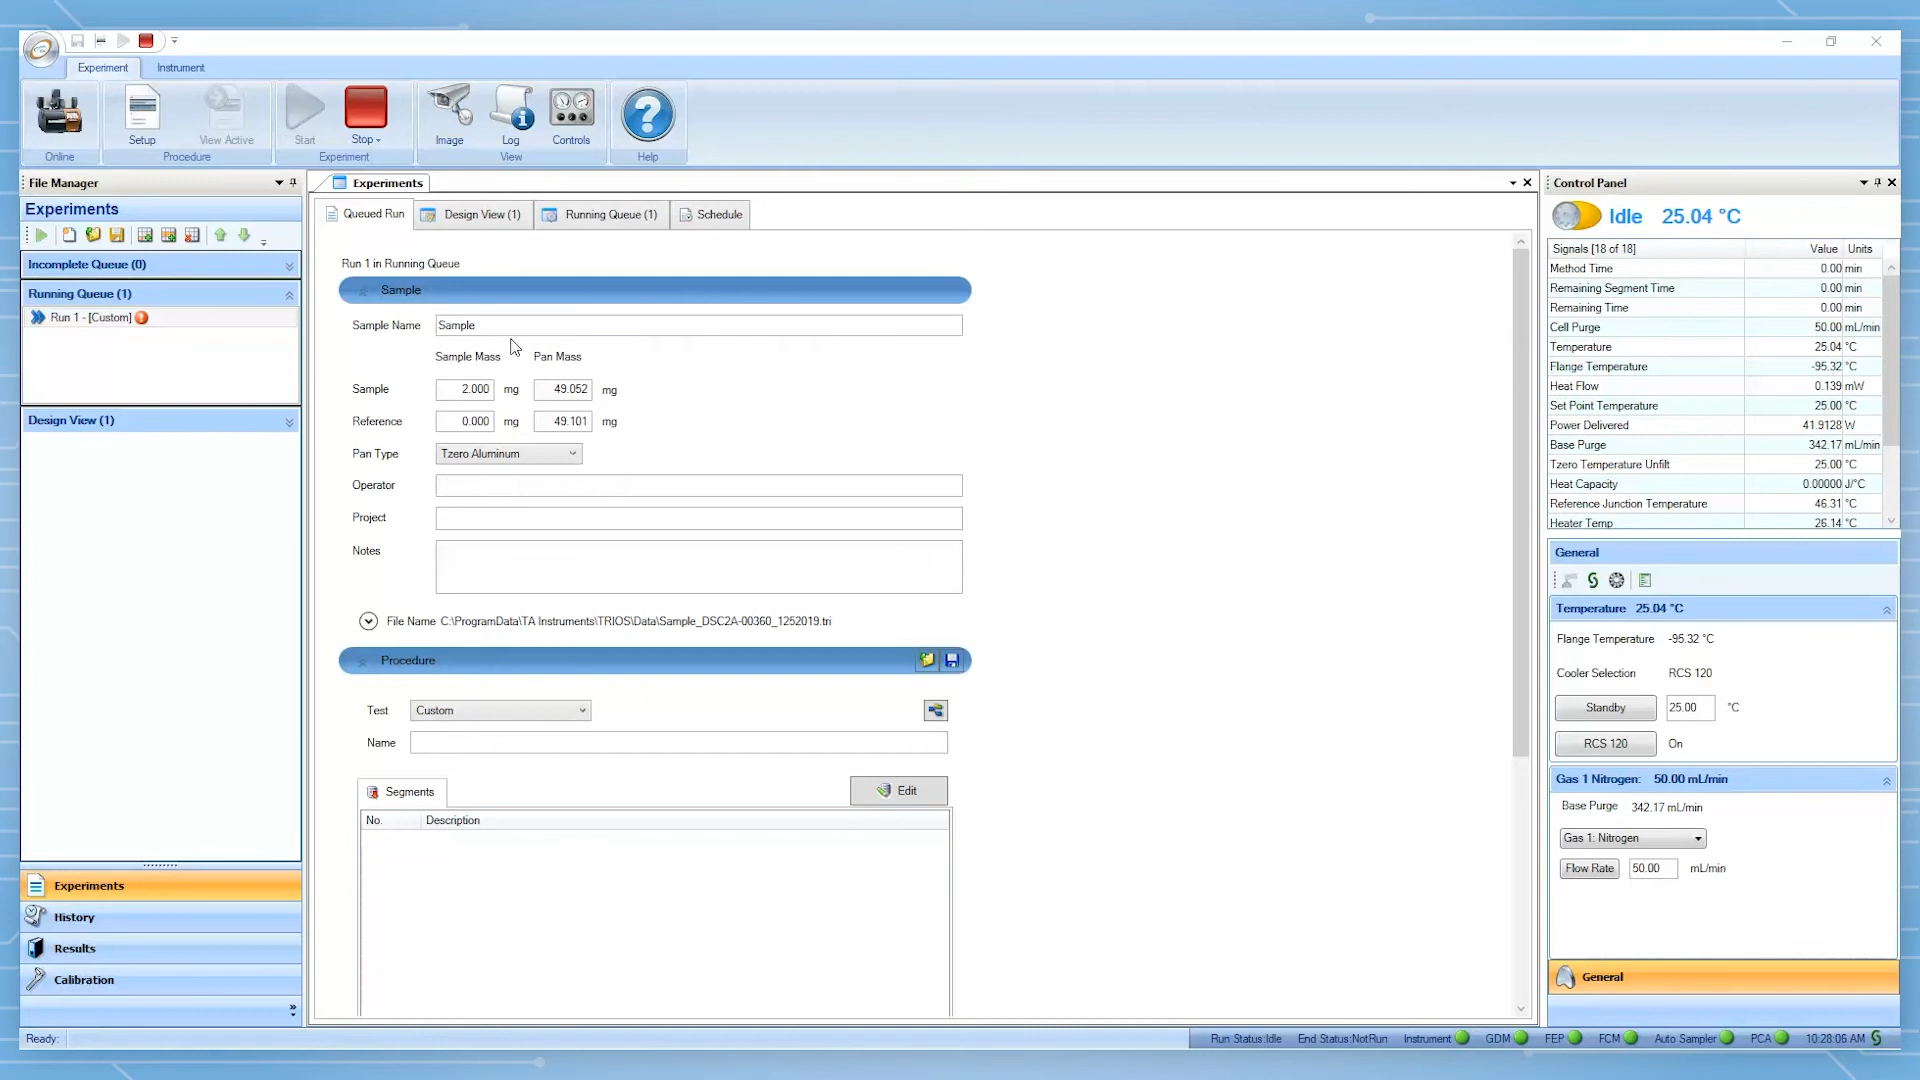 Experiment Instrument
Setup View Active Start Stop Image Log Controls
Online Procedure Experiment View Help
File Manager
Experiments
Incomplete Queue (0)
Running Queue (1)
Run 1 - [Custom]
Design View (1)
Experiments
History
Results
Calibration
Experiments
Queued Run Design View (1) Running Queue (1) Schedule
Run 1 in Running Queue
Sample
Sample Name Sample
Sample Mass Pan Mass
Sample 2.000 mg 49.052 mg
Reference 0.000 mg 49.101 mg
Pan Type Tzero Aluminum
Operator
Project
Notes
File Name C:\ProgramData\TA Instruments\TRIOS\Data\Sample_DSC2A-00360_1252019.tri
Procedure
Test Custom
Name
Segments Edit
No. Description
Control Panel
Idle 25.04 °C
Signals [18 of 18] Value Units
Method Time 0.00 min
Remaining Segment Time 0.00 min
Remaining Time 0.00 min
Cell Purge 50.00 mL/min
Temperature 25.04 °C
Flange Temperature -95.32 °C
Heat Flow 0.139 mW
Set Point Temperature 25.00 °C
Power Delivered 41.9128 W
Base Purge 342.17 mL/min
Tzero Temperature Unfilt 25.00 °C
Heat Capacity 0.00000 J/°C
Reference Junction Temperature 46.31 °C
Heater Temp 26.14 °C
General
Temperature 25.04 °C
Flange Temperature -95.32 °C
Cooler Selection RCS 120
Standby 25.00 °C
RCS 120 On
Gas 1 Nitrogen: 50.00 mL/min
Base Purge 342.17 mL/min
Gas 1: Nitrogen
Flow Rate 50.00 mL/min
General
Ready: Run Status:Idle End Status:NotRun Instrument GDM FEP FCM Auto Sampler PCA 10:28:06 AM